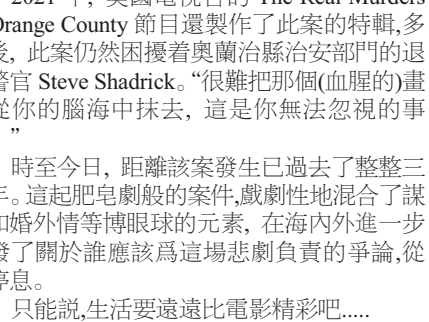 2021 年, 美國電視台的 The Real Murders
Orange County 節目還製作了此案的特輯,多
後, 此案仍然困擾着奧蘭治縣治安部門的退
警官 Steve Shadrick。“很難把那個(血腥的)畫
從你的腦海中抹去, 這是你無法忽視的事
”
時至今日, 距離該案發生已過去了整整三
年。這起肥皂劇般的案件,戲劇性地混合了謀
和婚外情等博眼球的元素, 在海內外進一步
發了關於誰應該爲這場悲劇負責的爭論,從
停息。
只能説,生活要遠遠比電影精彩吧.....